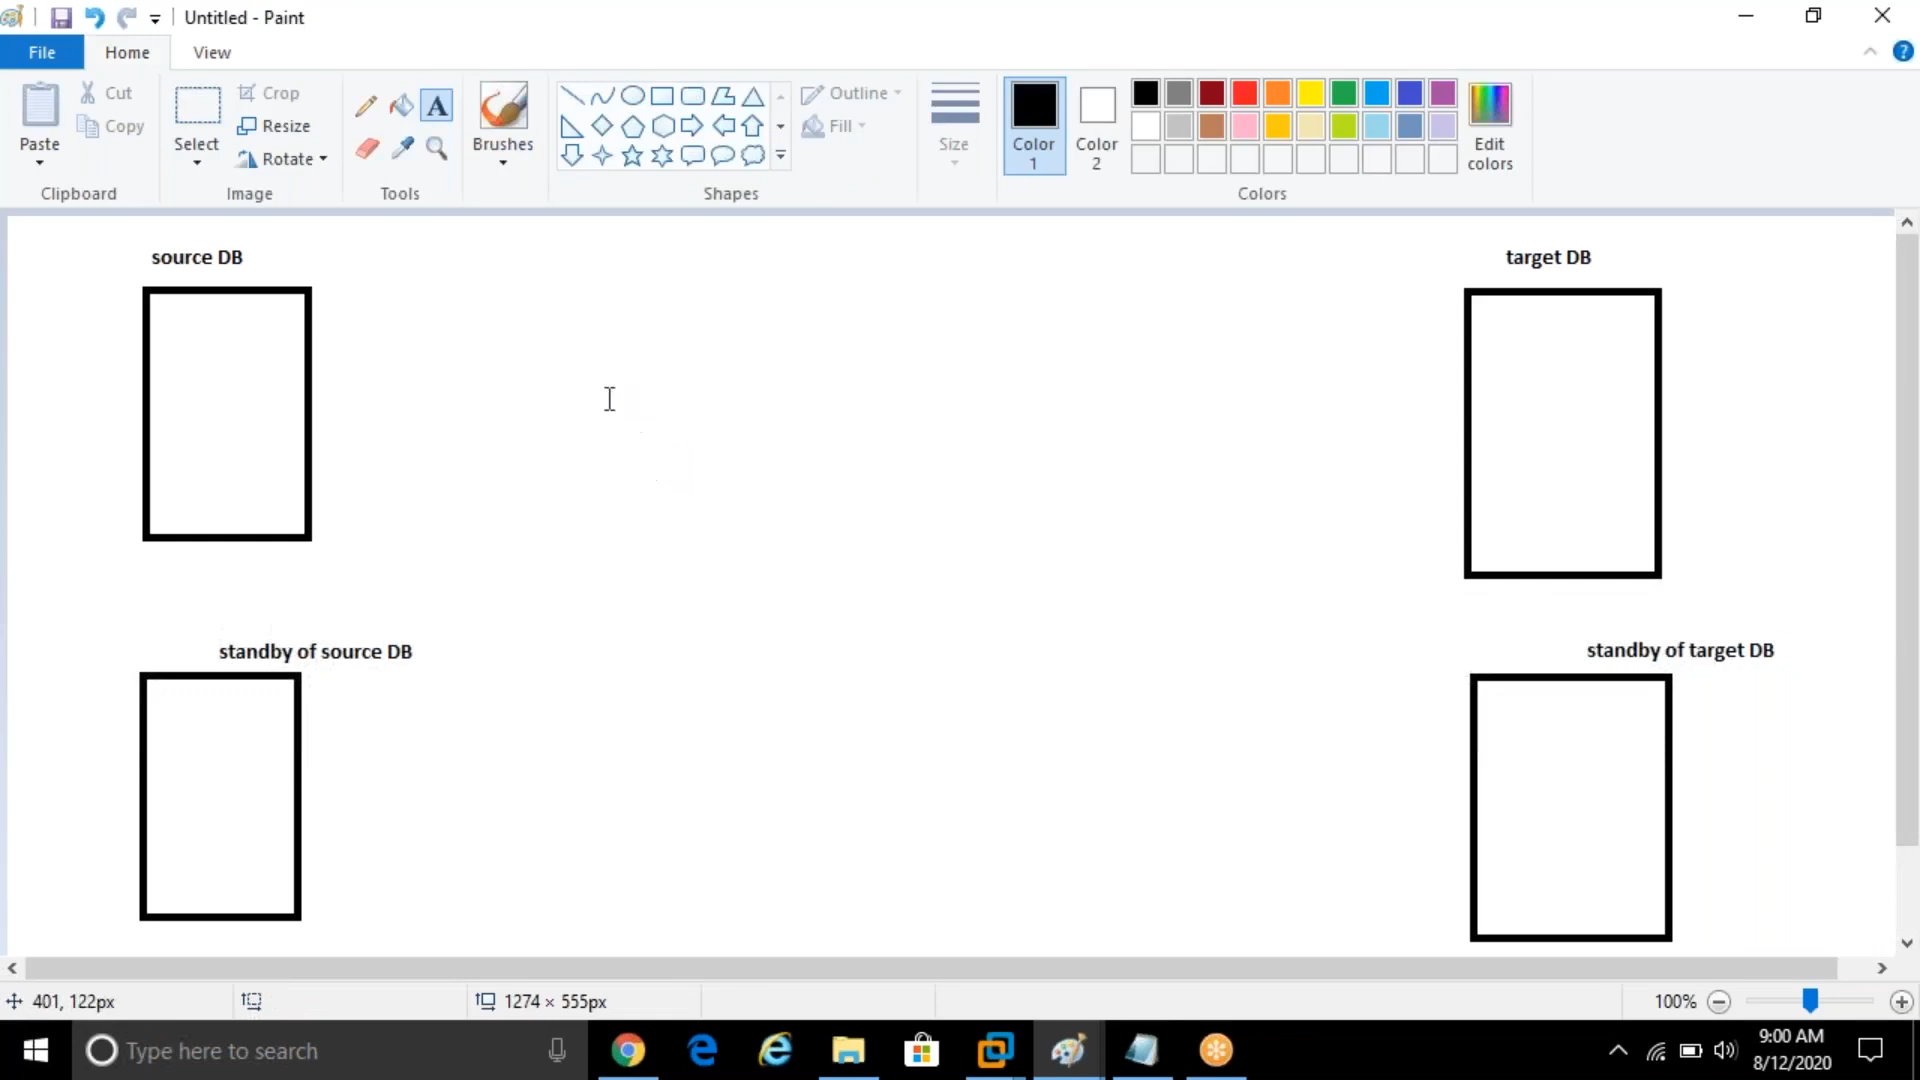 Untitled - Paint
File Home View
Paste
Cut
Copy
Clipboard
Select
Crop
Resize
Rotate
Image
A
Tools
Brushes
Shapes
Outline
Fill
Size
Color 1
Color 2
Edit colors
Colors
source DB
target DB
standby of source DB
standby of target DB
401, 122px
1274 × 555px
100%
Type here to search
9:00 AM
8/12/2020